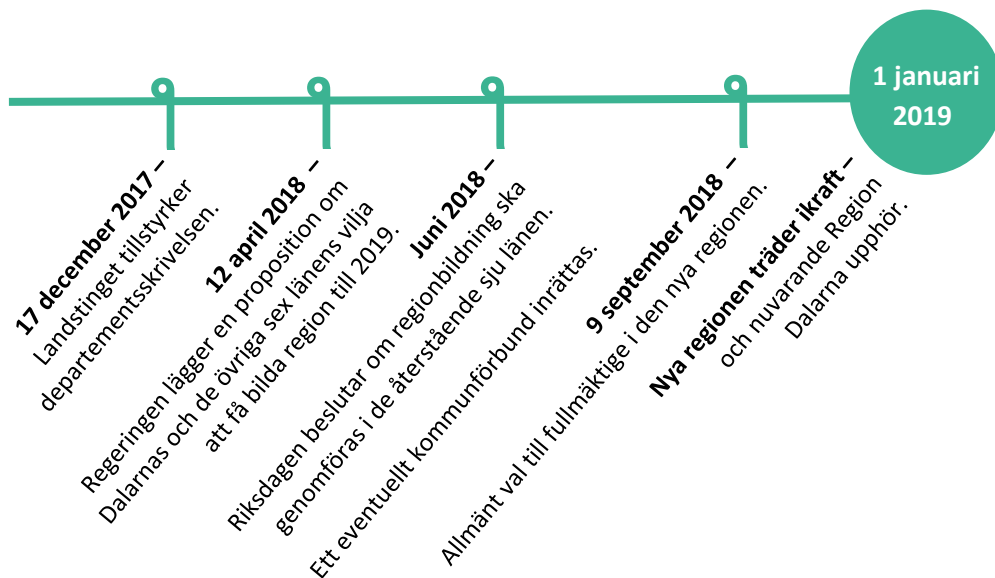 17 december 2017 –
Landstinget tillstyrker
departementsskrivelsen.
12 april 2018 –
Regeringen lägger en proposition om
Dalarnas och de övriga sex länens vilja
att få bilda region till 2019.
Juni 2018 –
Riksdagen beslutar om regionbildning ska
genomföras i de återstående sju länen.
Ett eventuellt kommunförbund inrättas.
9 september 2018 –
Allmänt val till fullmäktige i den nya regionen.
1 januari
2019
Nya regionen träder ikraft –
och nuvarande Region
Dalarna upphör.